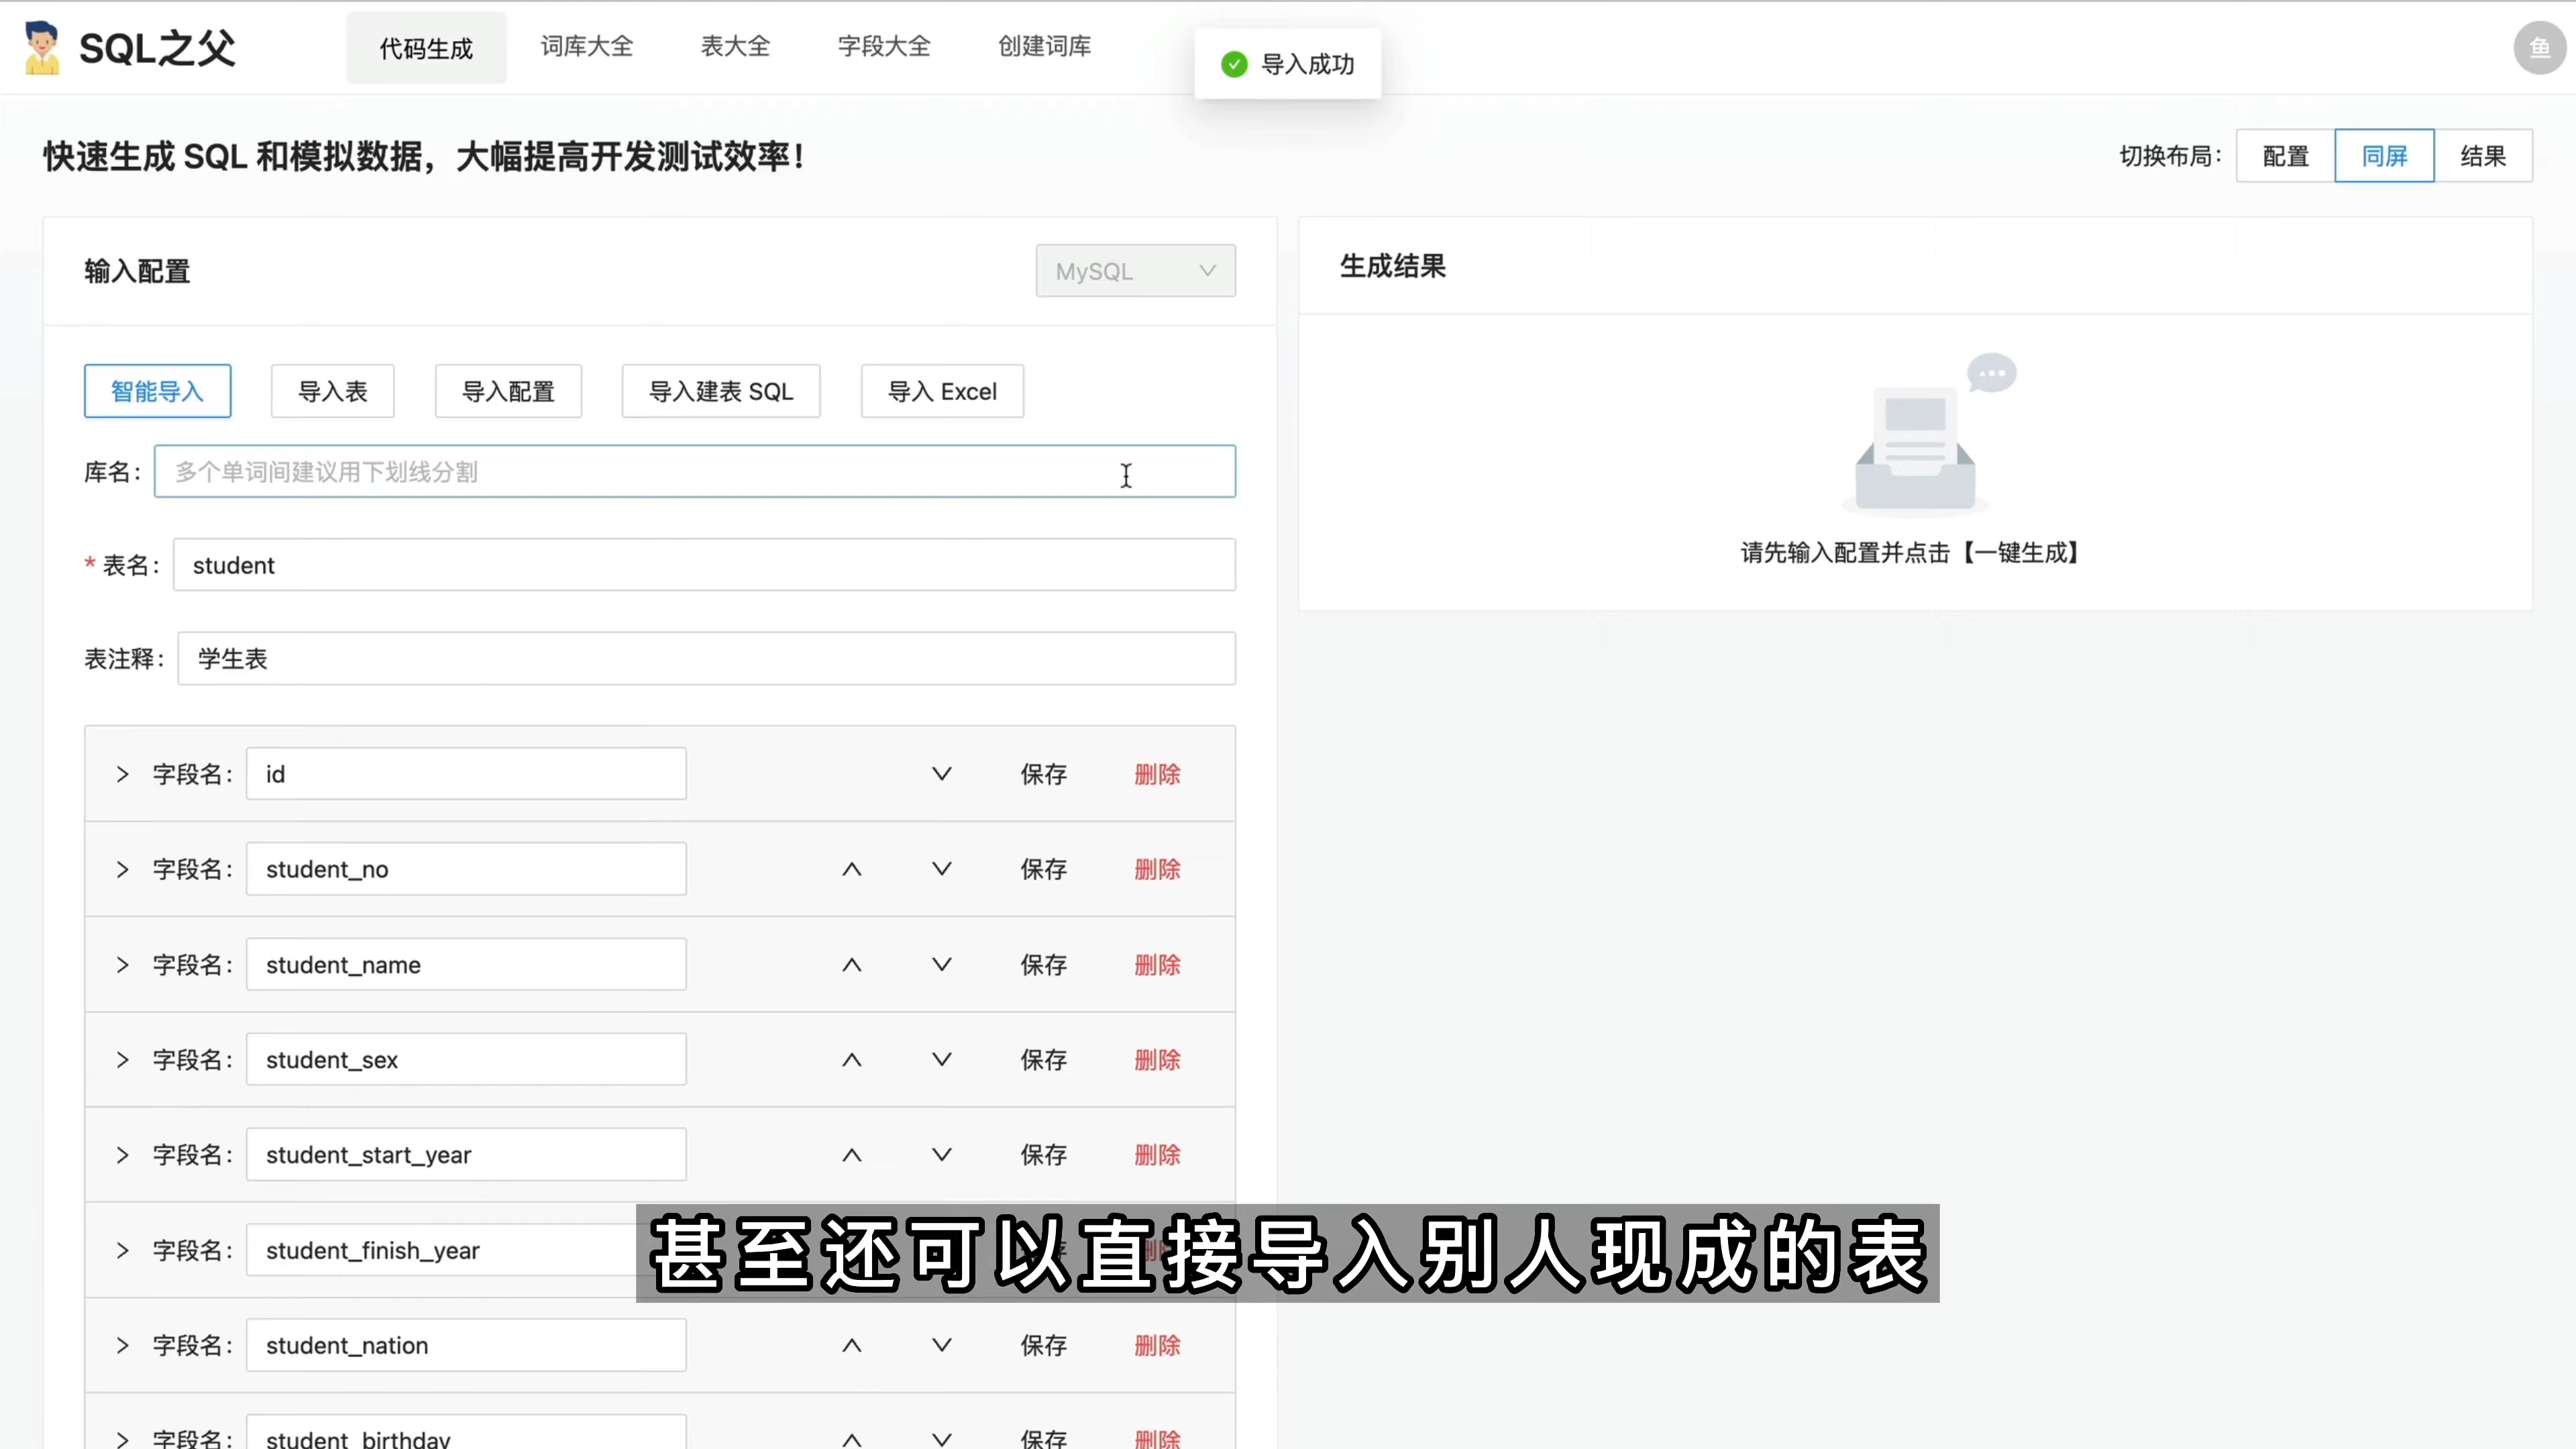 SQL之父
代码生成
词库大全
表大全
字段大全
创建词库
导入成功
鱼
快速生成 SQL 和模拟数据，大幅提高开发测试效率！
切换布局：
配置
同屏
结果
输入配置
MySQL
智能导入
导入表
导入配置
导入建表 SQL
导入 Excel
库名： 多个单词间建议用下划线分割
* 表名： student
表注释： 学生表
字段名： id 保存 删除
字段名： student_no 保存 删除
字段名： student_name 保存 删除
字段名： student_sex 保存 删除
字段名： student_start_year 保存 删除
字段名： student_finish_year
字段名： student_nation 保存 删除
字段名： student_birthday 保存 删除
生成结果
请先输入配置并点击【一键生成】
甚至还可以直接导入别人现成的表